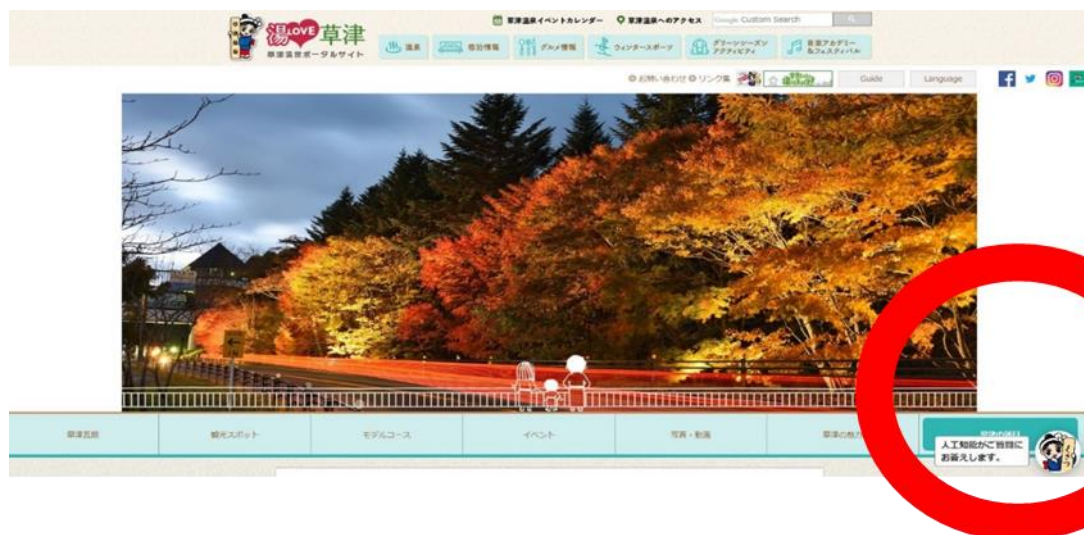 草津温泉イベントカレンダー
草津温泉へのアクセス
Google Custom Search
湯LOVE草津
草津温泉ポータルサイト
温泉
宿泊情報
グルメ情報
ウィンタースポーツ
グリーンシーズン
アクティビティ
音楽アカデミー
&フェスティバル
お問い合わせ
リンク集
Guide
Language
観光スポット
モデルコース
イベント
写真・動画
草津の魅力
人工知能がご質問に
お答えします。